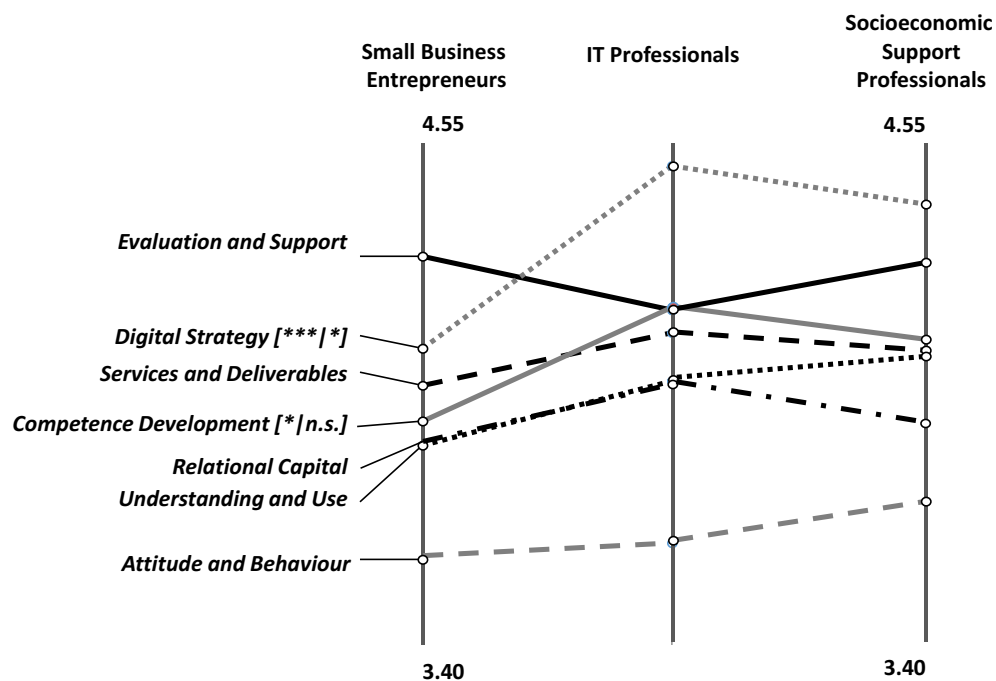 Small Business
Entrepreneurs
IT Professionals
Socioeconomic
Support
Professionals
4.55
4.55
Evaluation and Support
Digital Strategy [***|*]
Services and Deliverables
Competence Development [*|n.s.]
Relational Capital
Understanding and Use
Attitude and Behaviour
3.40
3.40